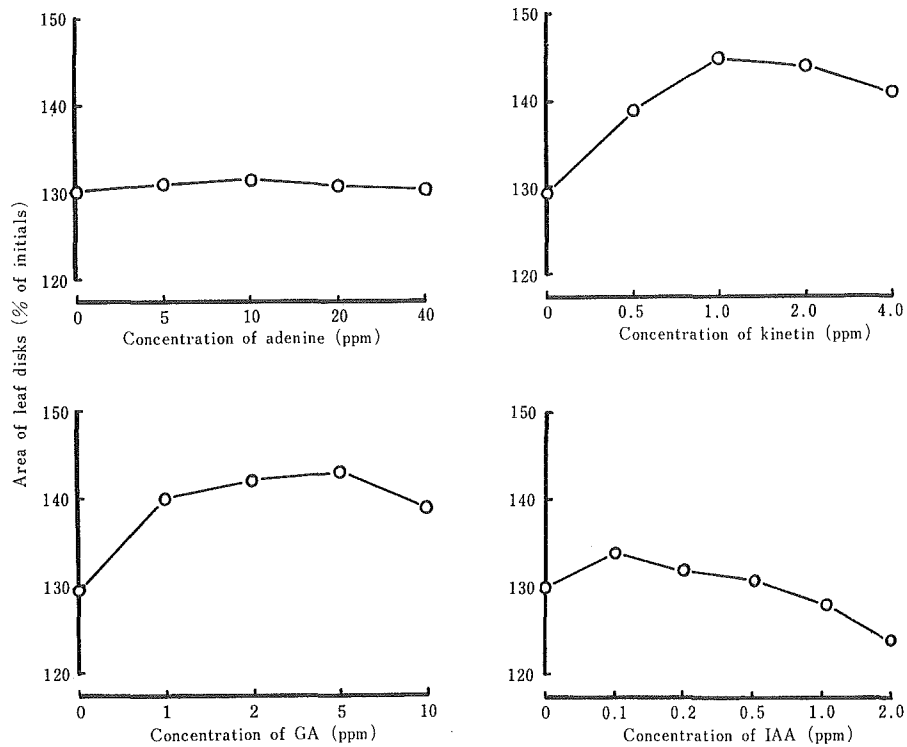 Area of leaf disks (% of initials)
150
140
130
120
0 5 10 20 40
Concentration of adenine (ppm)
150
140
130
120
0 0.5 1.0 2.0 4.0
Concentration of kinetin (ppm)
150
140
130
120
0 1 2 5 10
Concentration of GA (ppm)
150
140
130
120
0 0.1 0.2 0.5 1.0 2.0
Concentration of IAA (ppm)